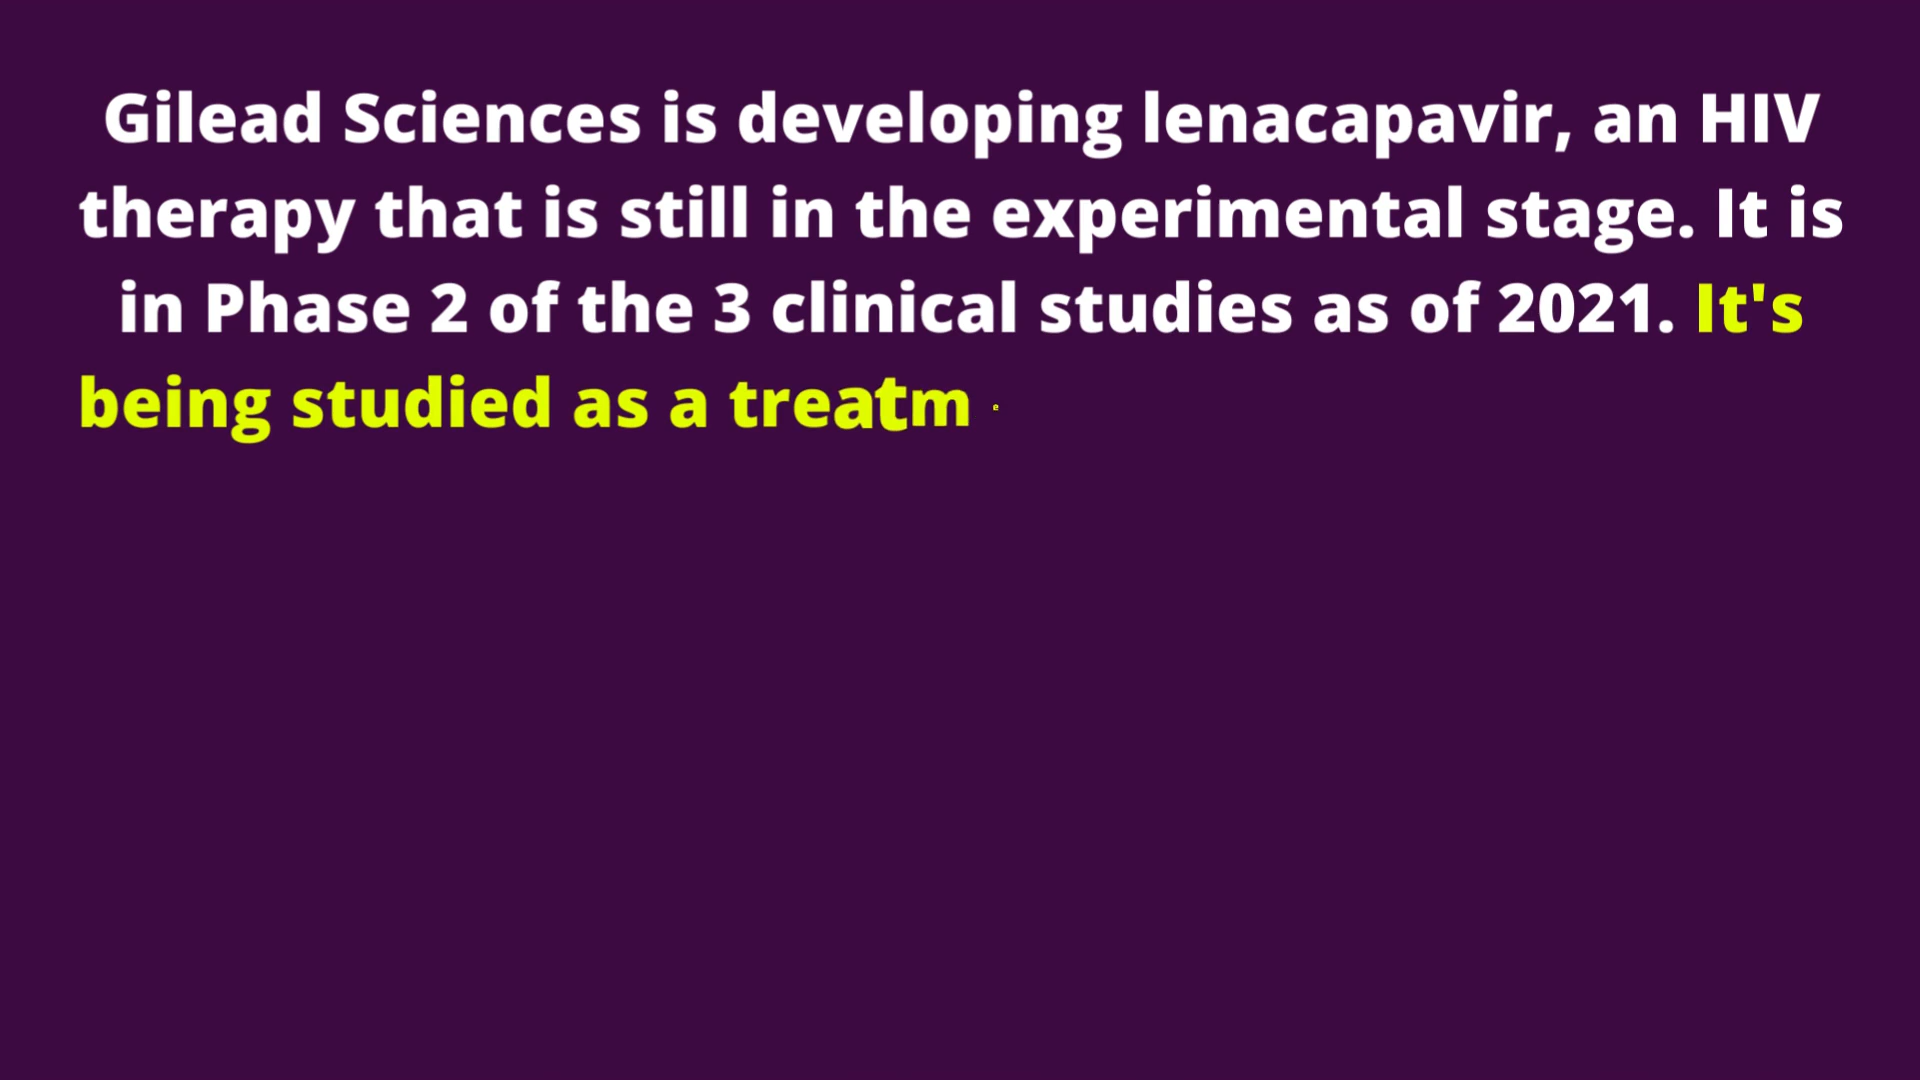 Gilead Sciences is developing lenacapavir, an HIV
therapy that is still in the experimental stage. It is
in Phase 2 of the 3 clinical studies as of 2021. It's
being studied as a treatme